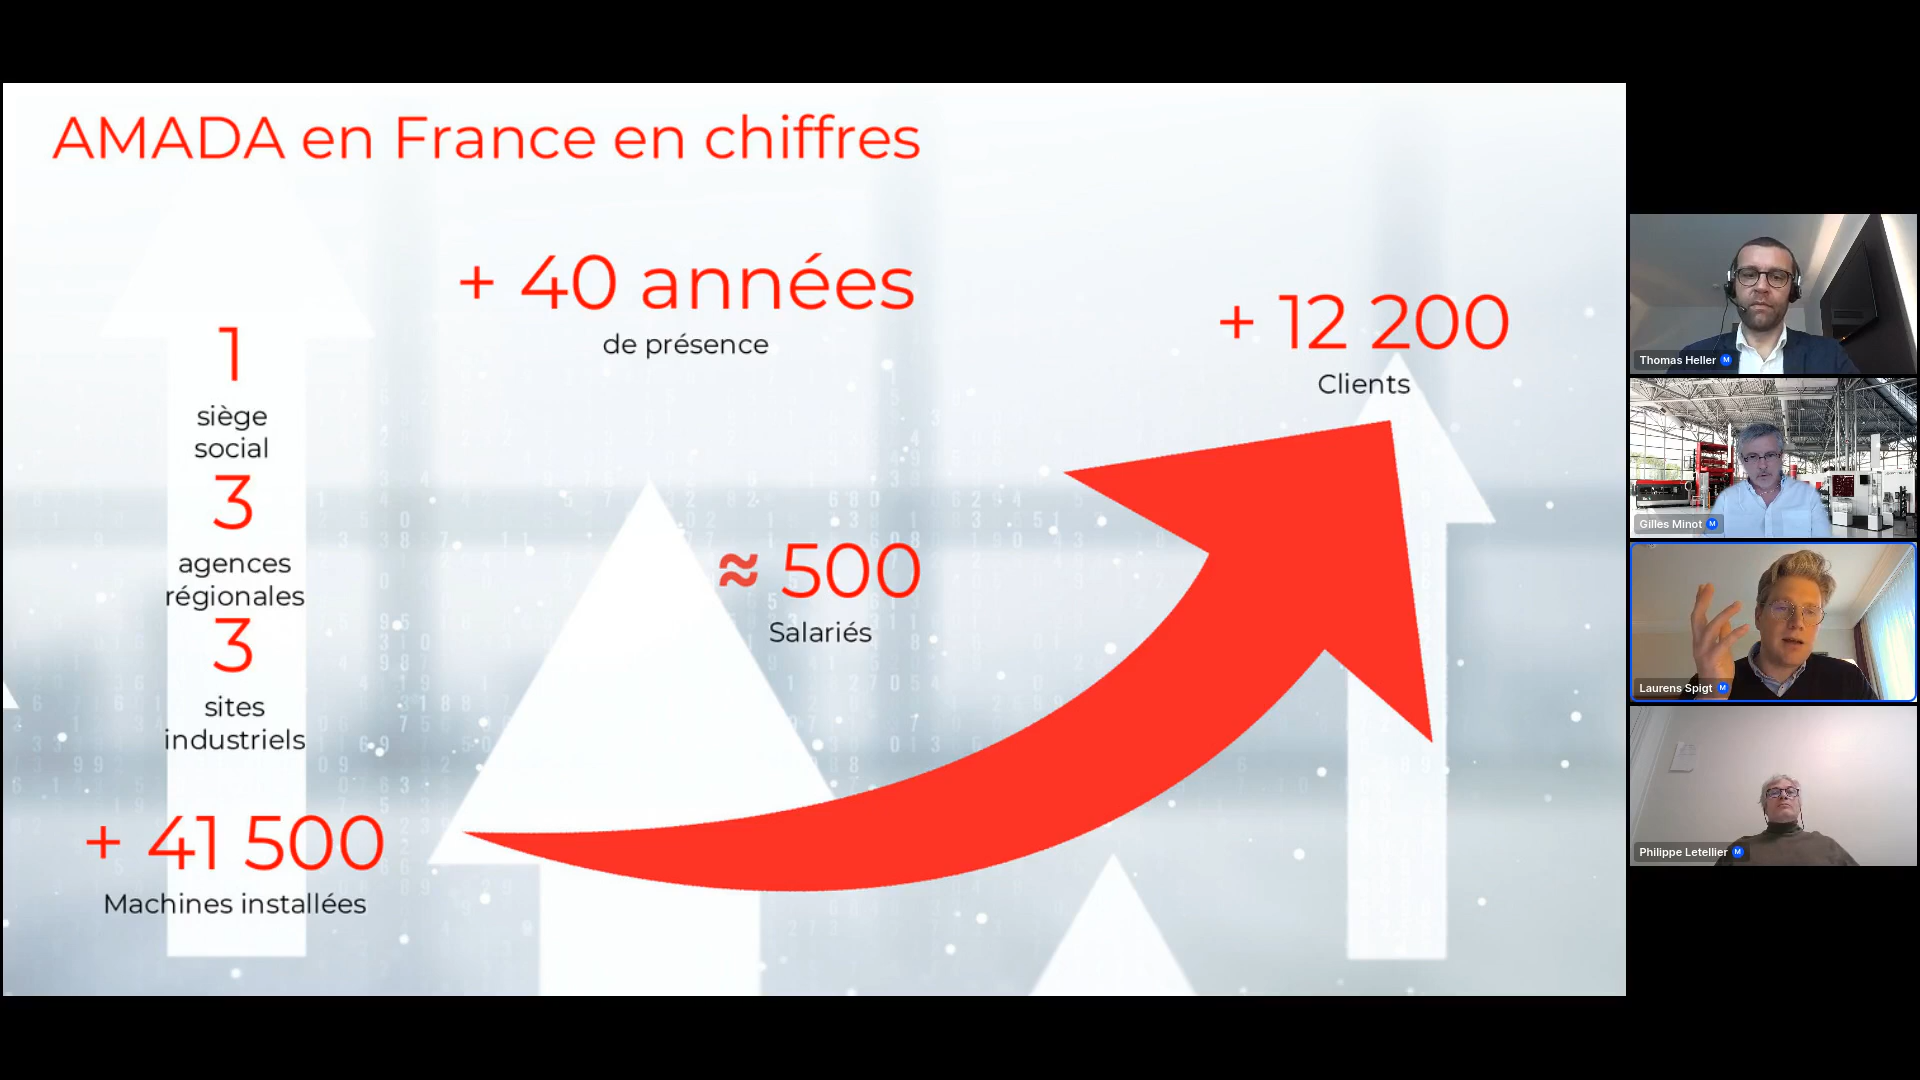 AMADA en France en chiffres
+ 40 années
de présence
+ 12 200
Clients
1
siège
social
3
agences
régionales
3
sites
industriels
≈ 500
Salariés
+ 41 500
Machines installées
Thomas Heller M
Gilles Minot M
Laurens Spigt M
Philippe Letellier M